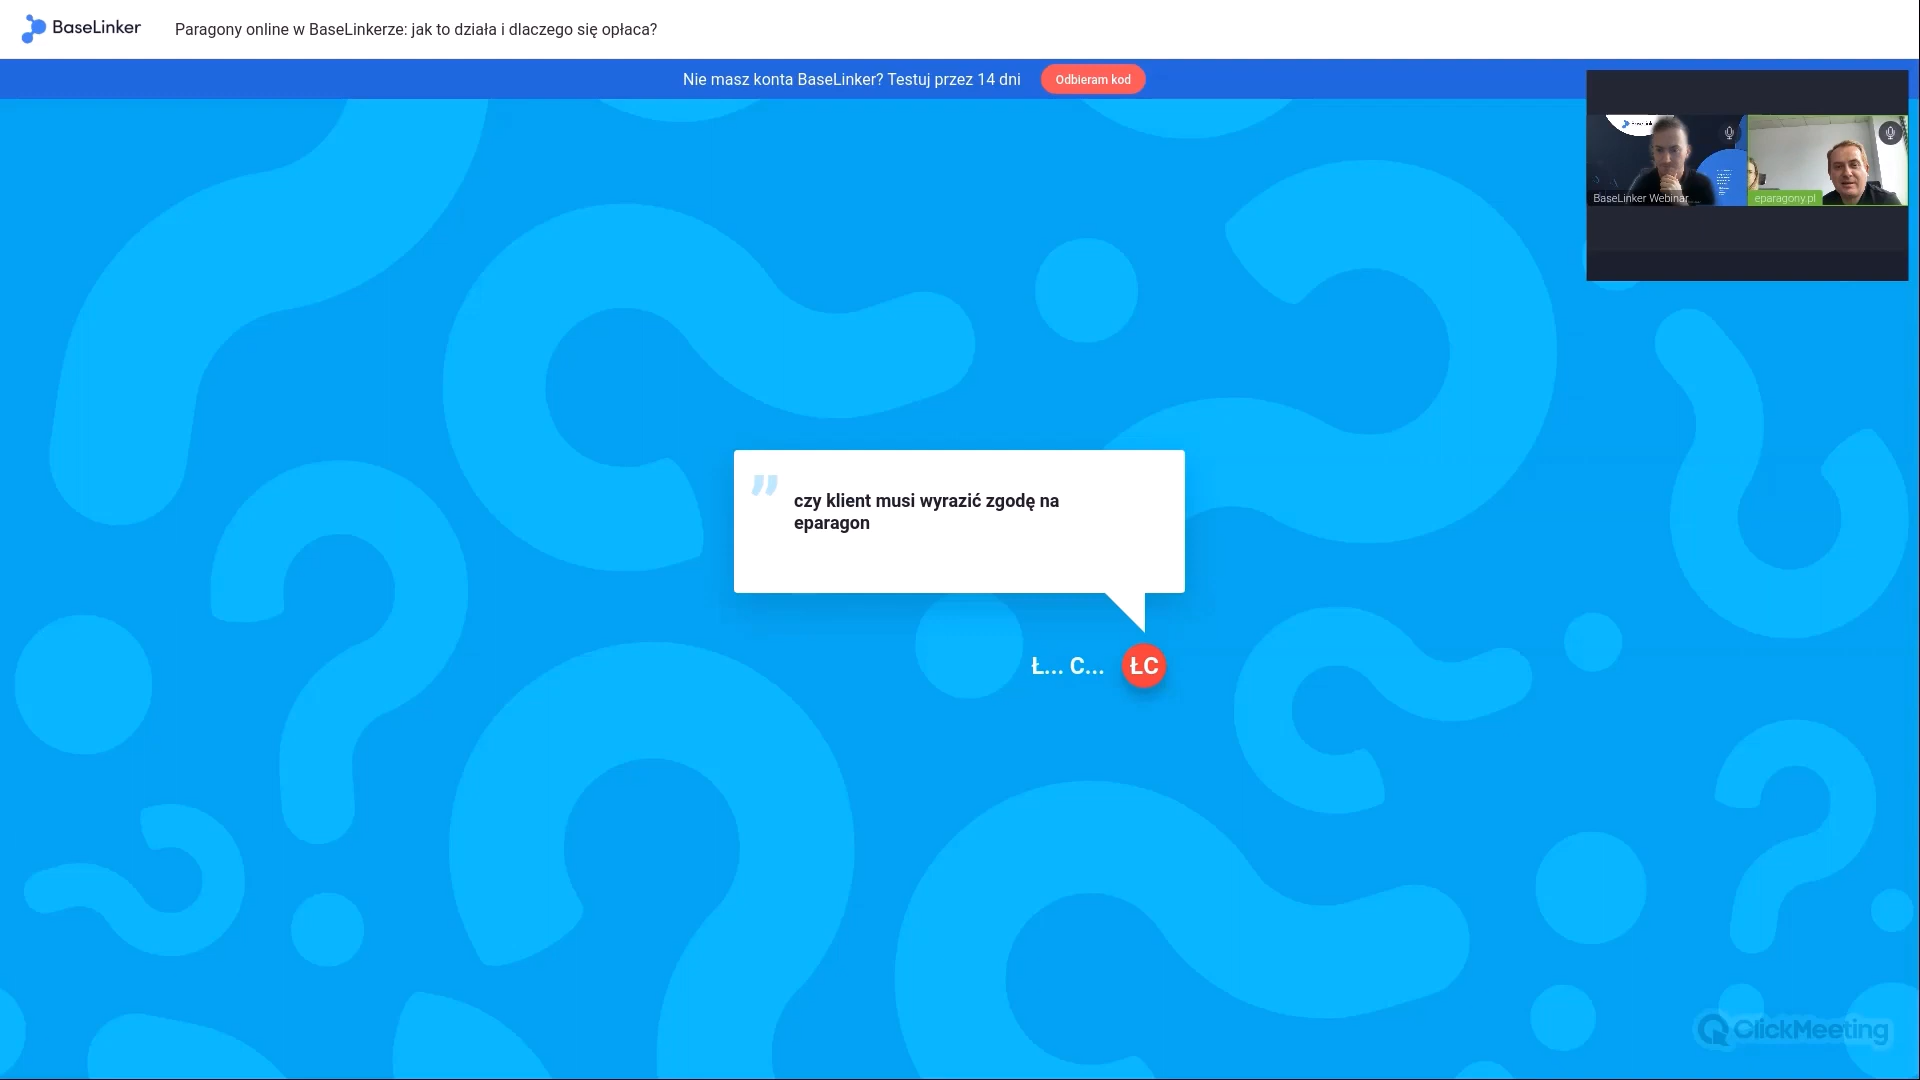 BaseLinker
Paragony online w BaseLinkerze: jak to działa i dlaczego się opłaca?
Nie masz konta BaseLinker? Testuj przez 14 dni
Odbieram kod
BaseLinker Webinar...
eparagony.pl
czy klient musi wyrazić zgodę na
eparagon
Ł... C...
ŁC
ClickMeeting